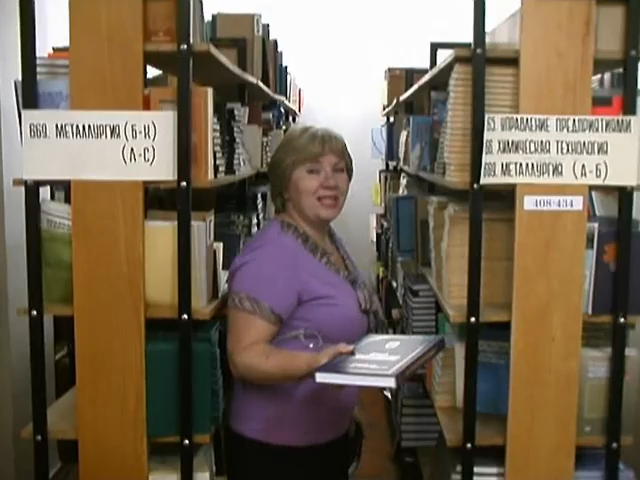 669. МЕТАЛЛУРГИЯ (Б-К)
(Л-С)
65. УПРАВЛЕНИЕ ПРЕДПРИЯТИЯМИ
66. ХИМИЧЕСКАЯ ТЕХНОЛОГИЯ
669. МЕТАЛЛУРГИЯ (А-Б)
408-434